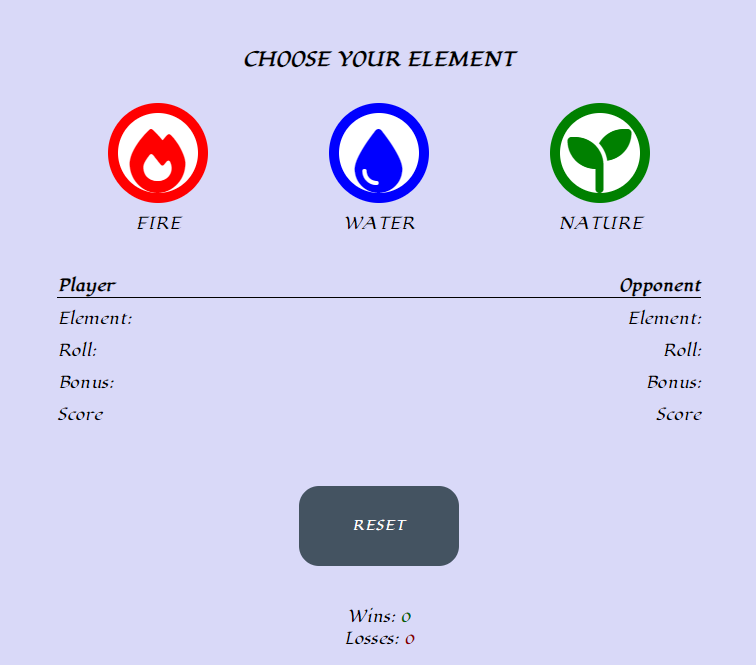 CHOOSE YOUR ELEMENT
FIRE WATER NATURE
Player Opponent
Element: Element:
Roll: Roll:
Bonus: Bonus:
Score Score
RESET
Wins: 0
Losses: 0